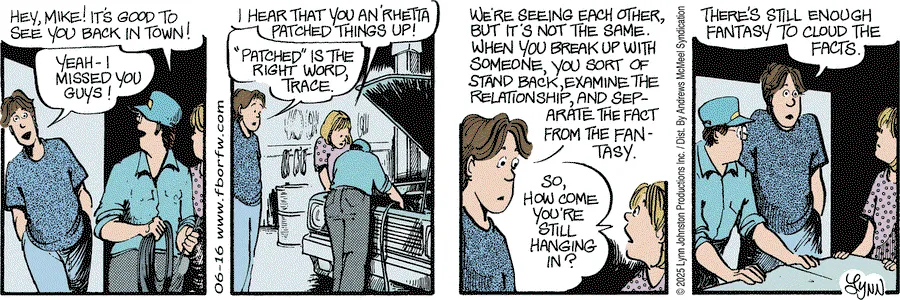 HEY, MIKE! IT'S GOOD TO
SEE YOU BACK IN TOWN!
YEAH-I
MISSED YOU
GUYS!
06-16 www.fborfw.com
I HEAR THAT YOU AN' RHETTA
PATCHED THINGS UP!
"PATCHED" IS THE
RIGHT WORD,
TRACE.
WE'RE SEEING EACH OTHER,
BUT IT'S NOT THE SAME.
WHEN YOU BREAK UP WITH
SOMEONE, YOU SORT OF
STAND BACK, EXAMINE THE
RELATIONSHIP, AND SEP-
ARATE THE FACT
FROM THE FAN-
TASY.
SO,
HOW COME
YOU'RE
STILL
HANGING
IN?
© 2025 Lynn Johnston Productions Inc. / Dist. By Andrews McMeel Syndication
THERE'S STILL ENOUGH
FANTASY TO CLOUD THE
FACTS.
LYNN